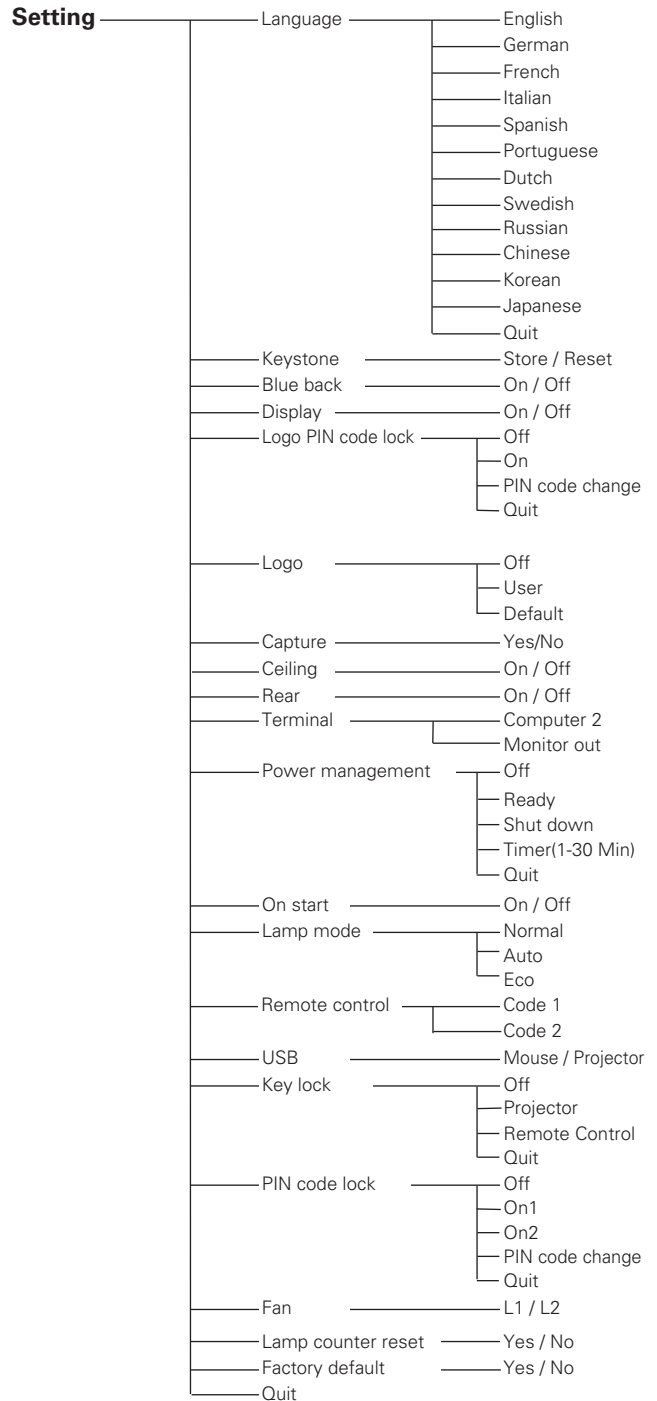 Setting Language English
German
French
Italian
Spanish
Portuguese
Dutch
Swedish
Russian
Chinese
Korean
Japanese
Quit
Keystone Store / Reset
Blue back On / Off
Display On / Off
Logo PIN code lock Off
On
PIN code change
Quit
Logo Off
User
Default
Capture Yes/No
Ceiling On / Off
Rear On / Off
Terminal Computer 2
Monitor out
Power management Off
Ready
Shut down
Timer(1-30 Min)
Quit
On start On / Off
Lamp mode Normal
Auto
Eco
Remote control Code 1
Code 2
USB Mouse / Projector
Key lock Off
Projector
Remote Control
Quit
PIN code lock Off
On1
On2
PIN code change
Quit
Fan L1 / L2
Lamp counter reset Yes / No
Factory default Yes / No
Quit